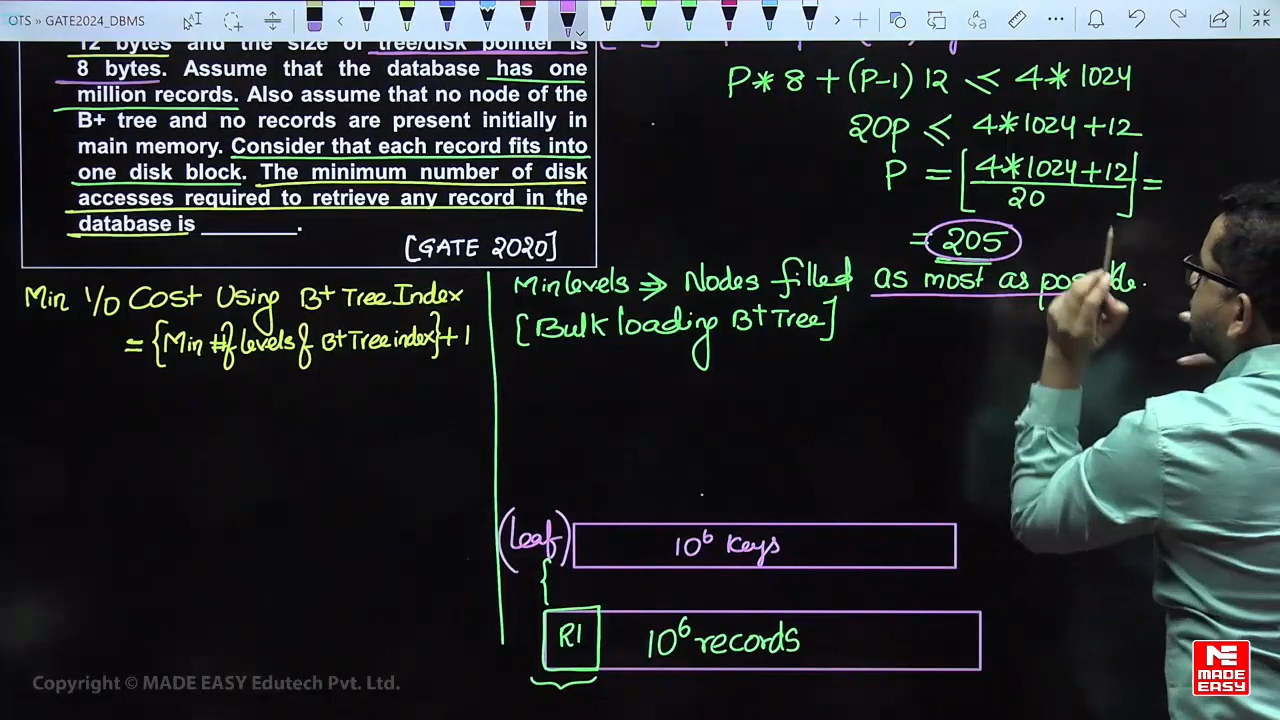 OTS » GATE2024_DBMS
12 bytes and the size of tree/disk pointer is
8 bytes. Assume that the database has one
million records. Also assume that no node of the
B+ tree and no records are present initially in
main memory. Consider that each record fits into
one disk block. The minimum number of disk
accesses required to retrieve any record in the
database is ________.
[GATE 2020]
P * 8 + (P-1) 12 ≤ 4 * 1024
20P ≤ 4*1024+12
P = [4*1024+12 / 20] =
= 205
Min I/O Cost Using B+ Tree Index
= {Min # of levels of B+ Tree index} + 1
Min levels ⇒ Nodes filled as most as possible.
[Bulk loading B+ Tree]
(Leaf) 10⁶ keys
R1 10⁶ records
Copyright © MADE EASY Edutech Pvt. Ltd.
ME
MADE
EASY